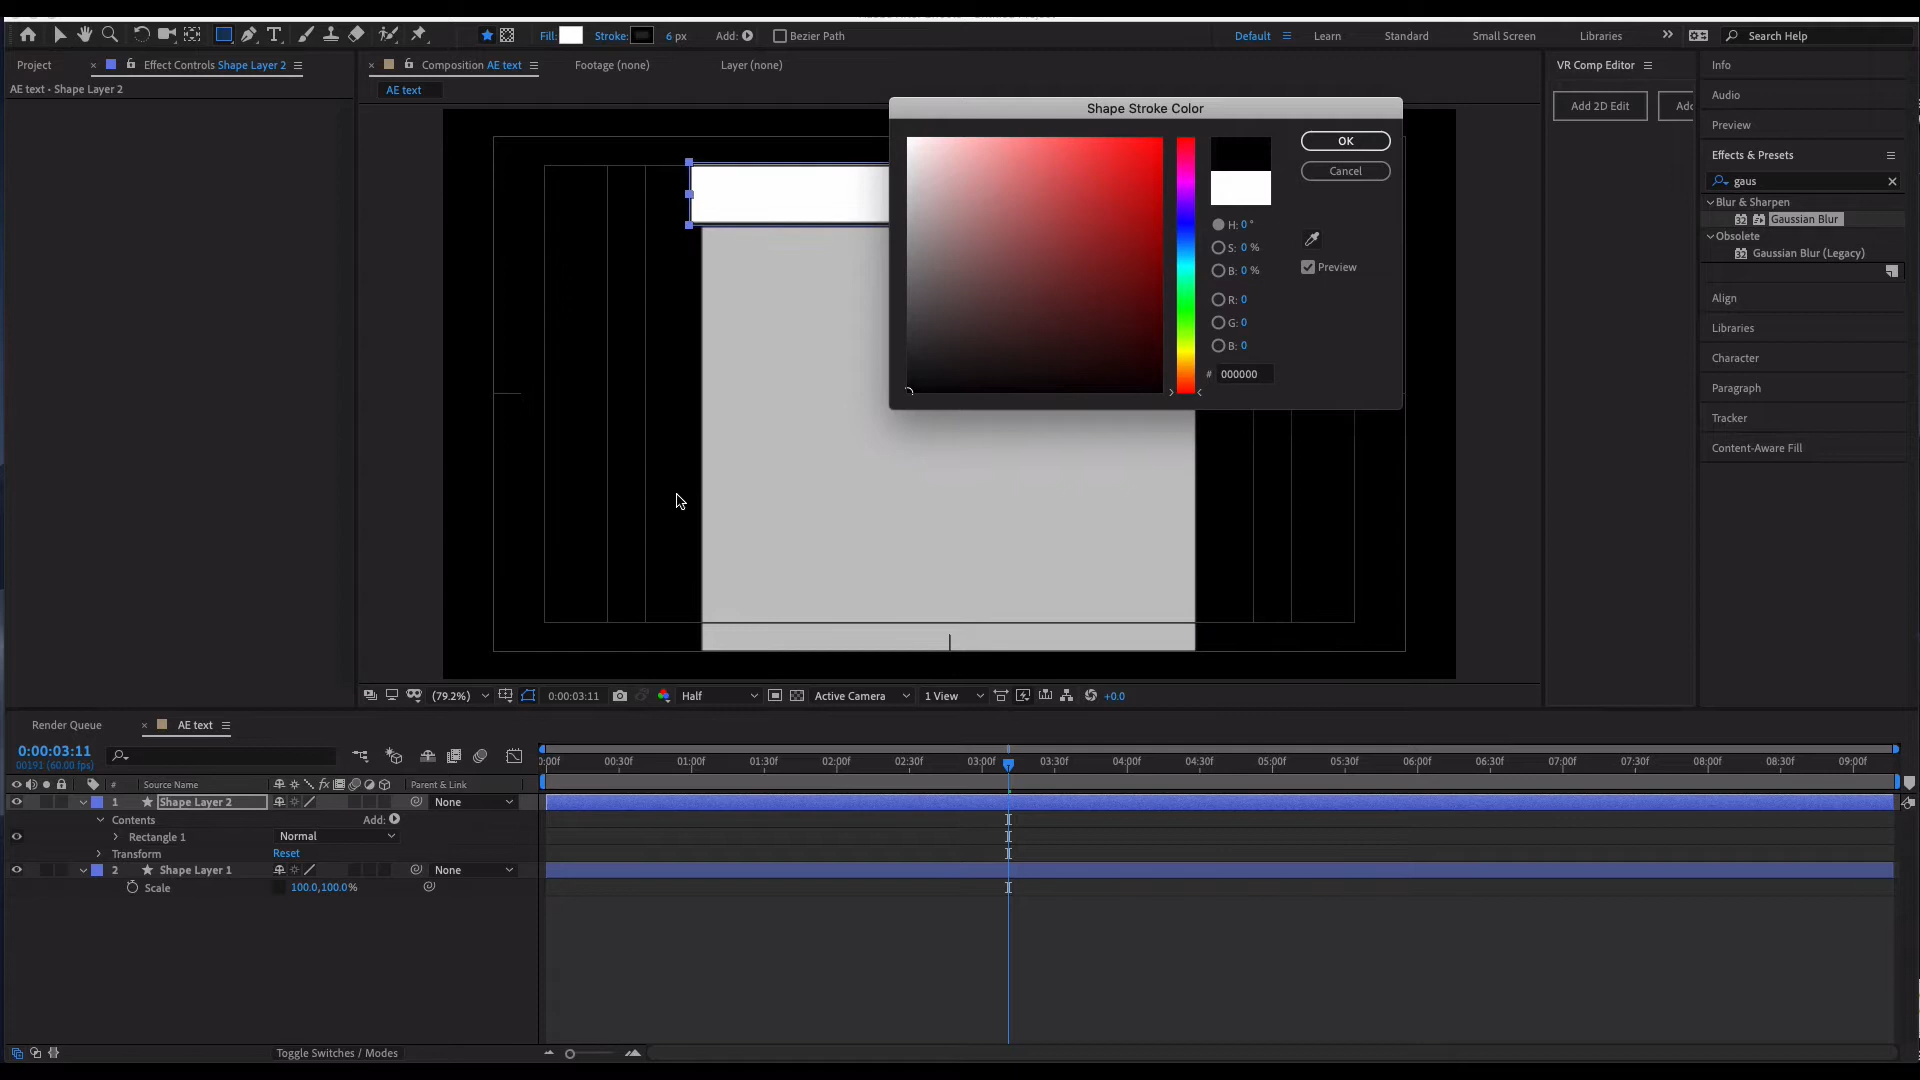 Fill: Stroke: 6 px Add: Bezier Path Default Learn Standard Small Screen Libraries Search Help
Project Effect Controls Shape Layer 2 Composition AE text Footage (none) Layer (none) VR Comp Editor Info
AE text • Shape Layer 2 AE text
Shape Stroke Color
OK
Cancel
H: 0 °
S: 0 %
B: 0 %
Preview
R: 0
G: 0
B: 0
# 000000
Add 2D Edit
Audio
Preview
Effects & Presets
gaus
Blur & Sharpen
32 Gaussian Blur
Obsolete
32 Gaussian Blur (Legacy)
Align
Libraries
Character
Paragraph
Tracker
Content-Aware Fill
(79.2%) 0:00:03:11 Half Active Camera 1 View +0.0
Render Queue AE text
0:00:03:11
00191 (60.00 fps)
0:00f 00:30f 01:00f 01:30f 02:00f 02:30f 03:00f 03:30f 04:00f 04:30f 05:00f 05:30f 06:00f 06:30f 07:00f 07:30f 08:00f 08:30f 09:00f
# Source Name fx Parent & Link
1 Shape Layer 2 None
Contents Add:
Rectangle 1 Normal
Transform Reset
2 Shape Layer 1 None
Scale 100.0,100.0%
Toggle Switches / Modes